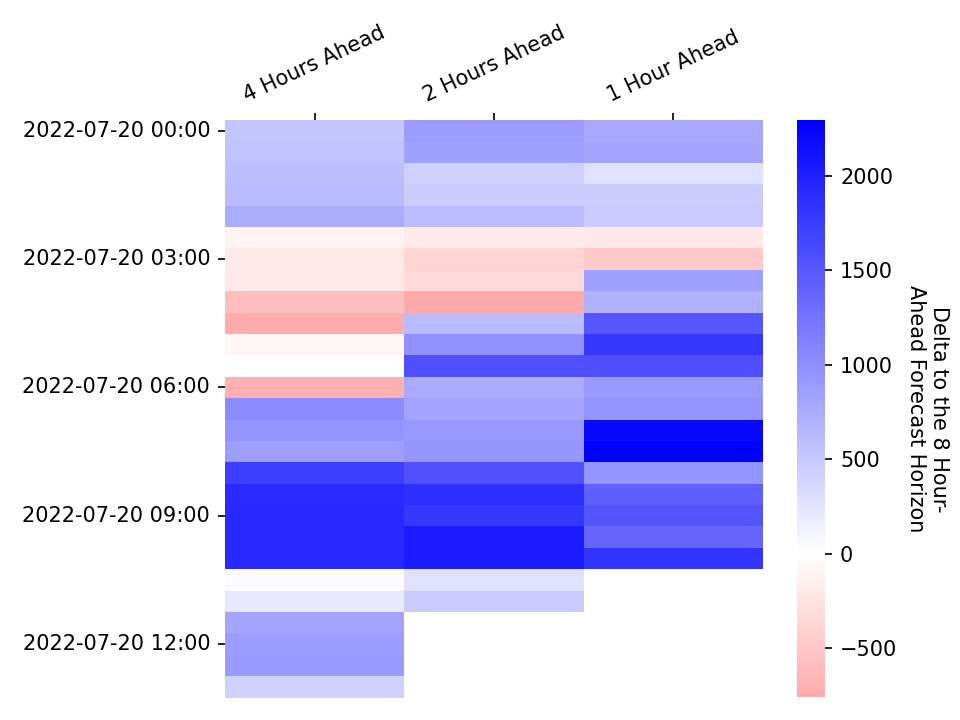 4 Hours Ahead
2 Hours Ahead
1 Hour Ahead
2022-07-20 00:00
2022-07-20 03:00
2022-07-20 06:00
2022-07-20 09:00
2022-07-20 12:00
2000
1500
1000
500
0
−500
Delta to the 8 Hour-
Ahead Forecast Horizon